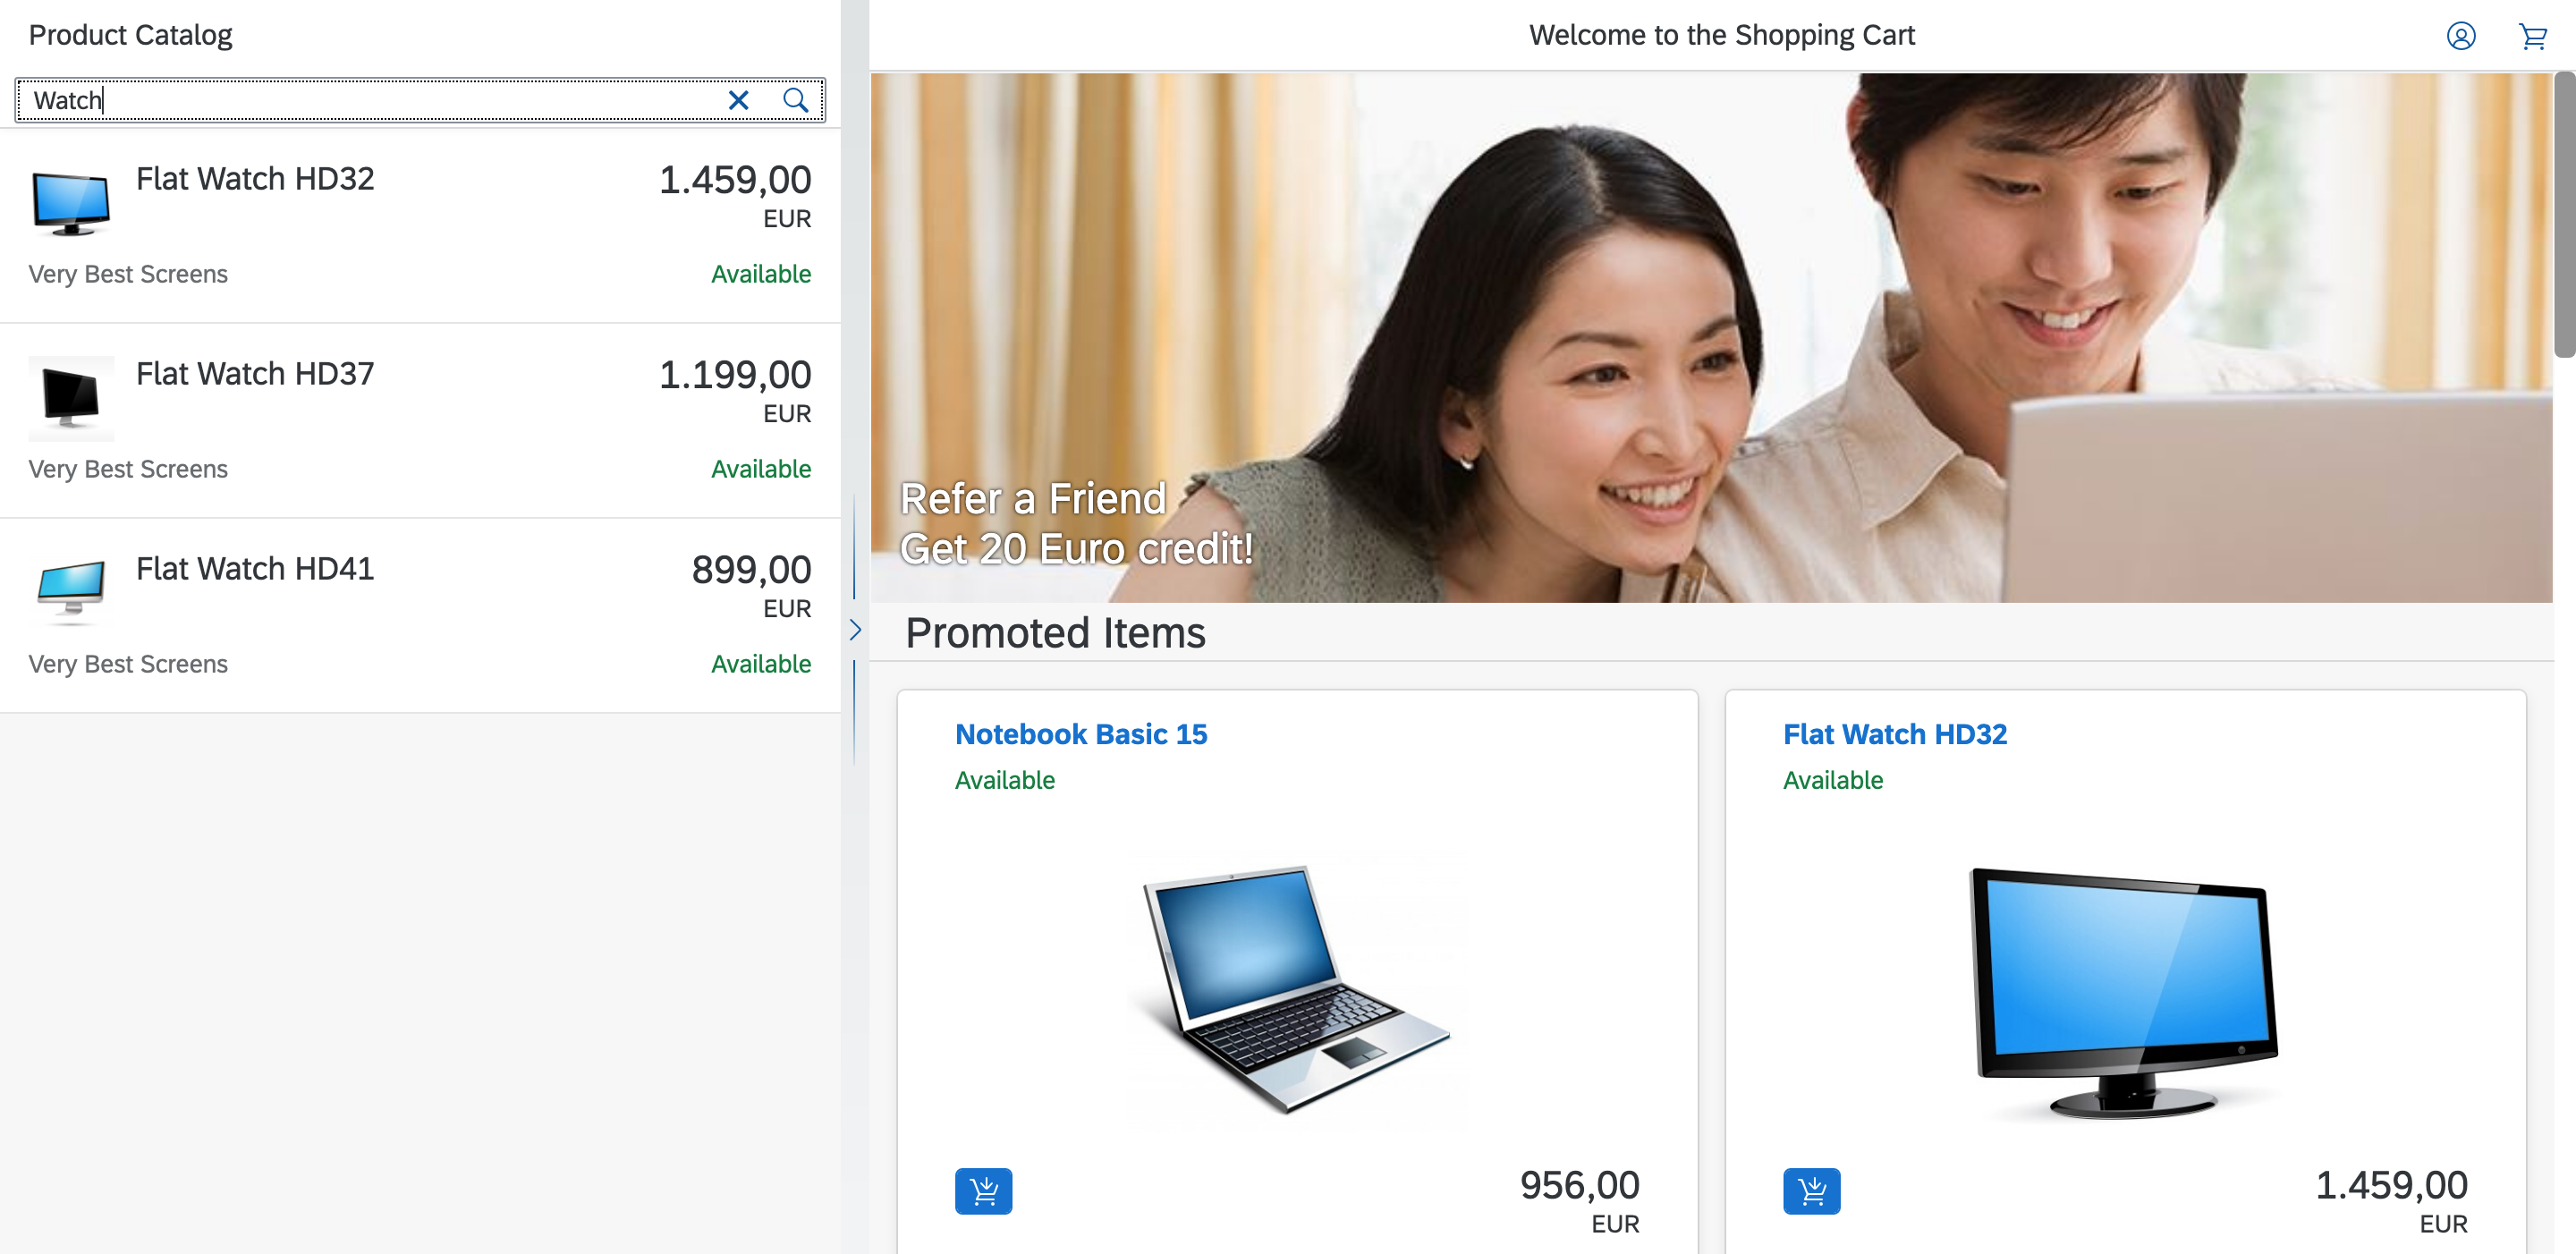 Product Catalog
Watch
Flat Watch HD32
1.459,00
EUR
Very Best Screens
Available
Flat Watch HD37
1.199,00
EUR
Very Best Screens
Available
Flat Watch HD41
899,00
EUR
Very Best Screens
Available
Welcome to the Shopping Cart
Refer a Friend
Get 20 Euro credit!
Promoted Items
Notebook Basic 15
Available
956,00
EUR
Flat Watch HD32
Available
1.459,00
EUR